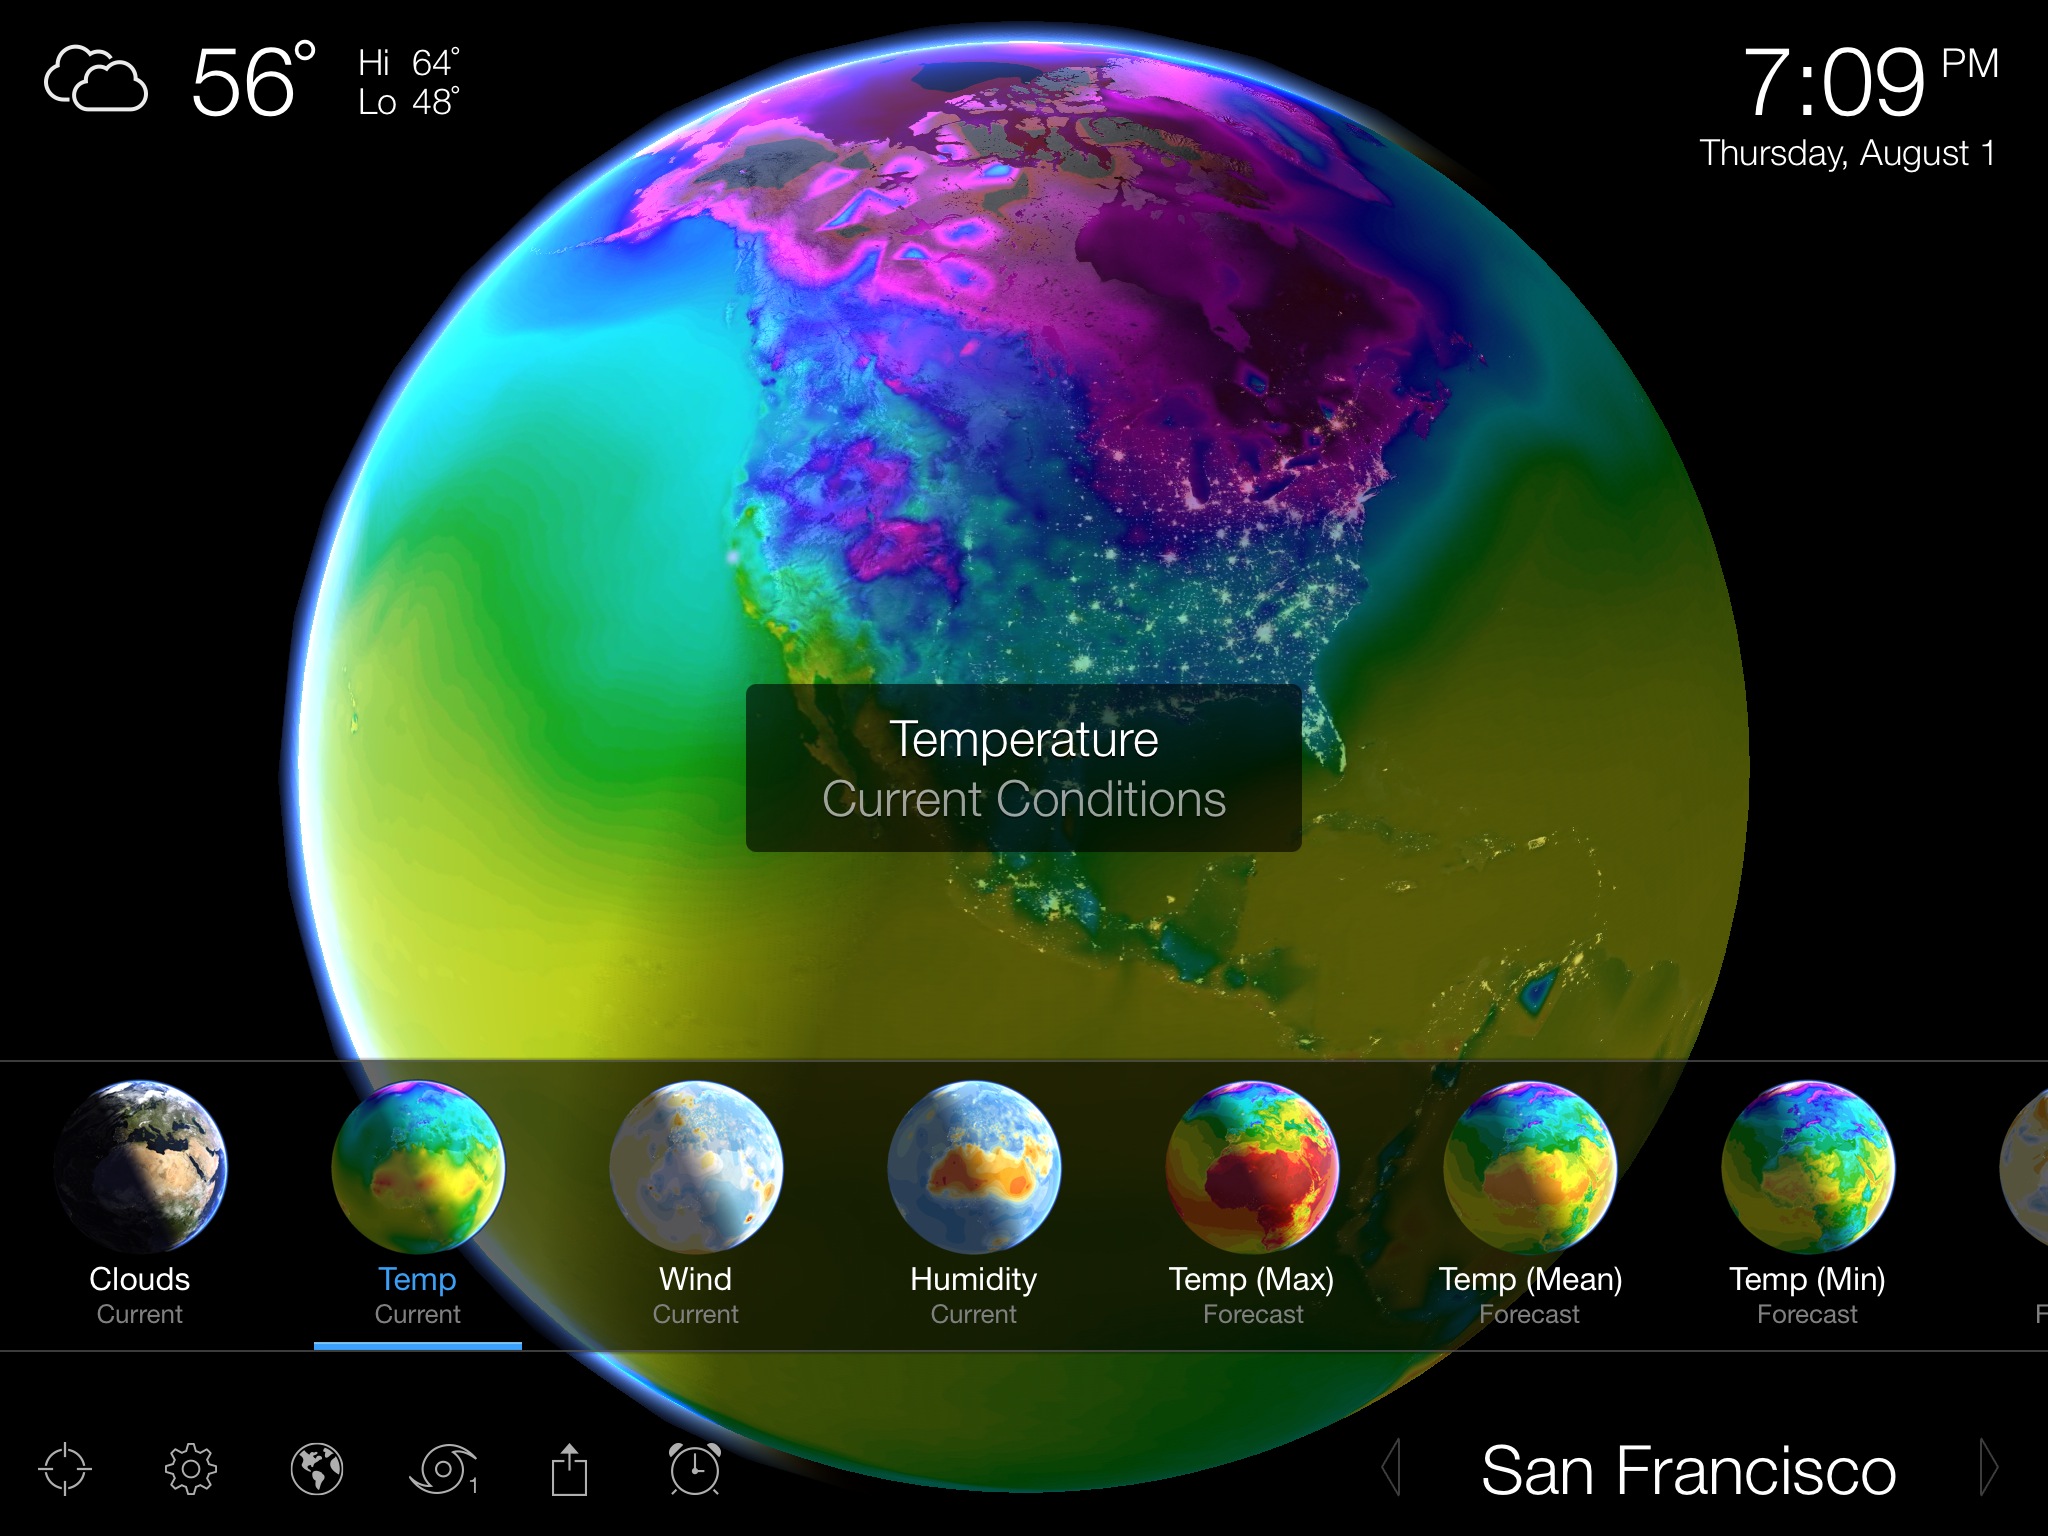 56°
Hi 64°
Lo 48°
7:09 PM
Thursday, August 1
Temperature
Current Conditions
Clouds
Current
Temp
Current
Wind
Current
Humidity
Current
Temp (Max)
Forecast
Temp (Mean)
Forecast
Temp (Min)
Forecast
F
1
San Francisco